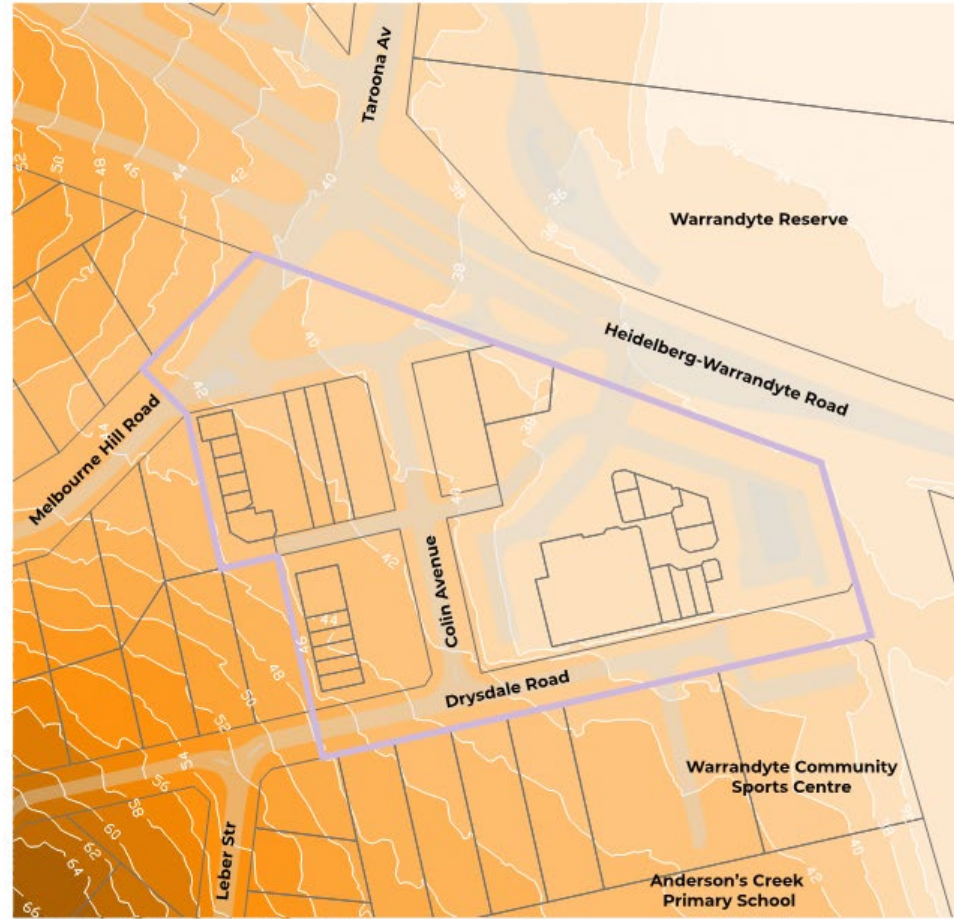 Taroona Av
52
50
48
46
44
42
40
38
36
36
Warrandyte Reserve
38
40
Heidelberg-Warrandyte Road
42
Melbourne Hill Road
40
42
Colin Avenue
44
46
48
50
Drysdale Road
52
54
56
Warrandyte Community
Sports Centre
58
60
62
64
66
Leber Str
40
42
Anderson's Creek
Primary School